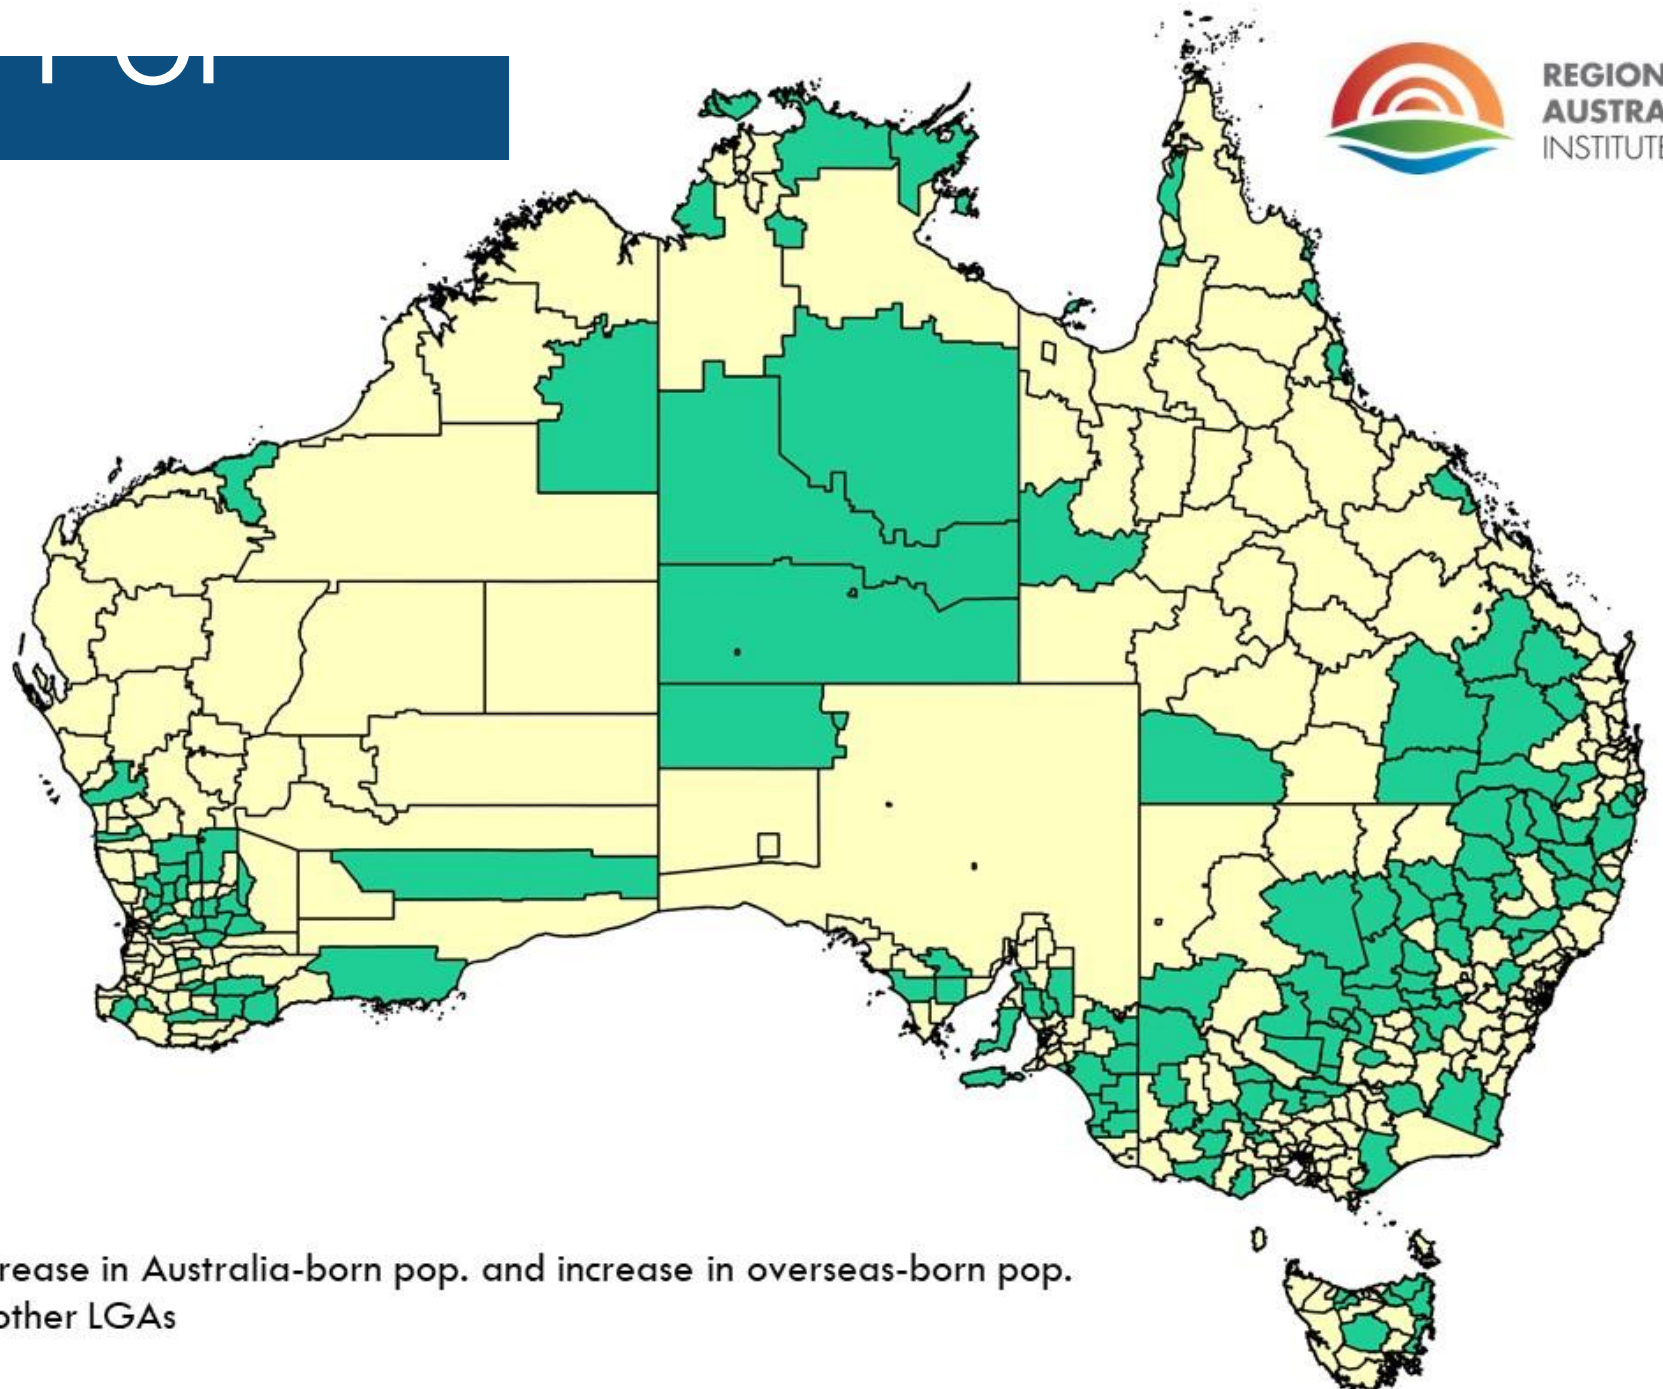 REGION
AUSTRA
INSTITUTE
rease in Australia-born pop. and increase in overseas-born pop.
other LGAs